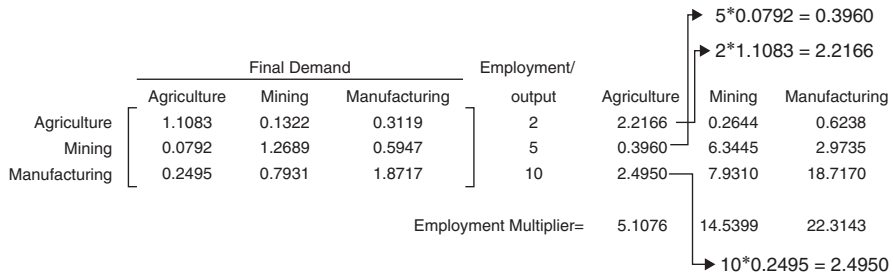 5*0.0792 = 0.3960
2*1.1083 = 2.2166
Final Demand Employment/
Agriculture Mining Manufacturing output Agriculture Mining Manufacturing
Agriculture 1.1083 0.1322 0.3119 2 2.2166 0.2644 0.6238
Mining 0.0792 1.2689 0.5947 5 0.3960 6.3445 2.9735
Manufacturing 0.2495 0.7931 1.8717 10 2.4950 7.9310 18.7170
Employment Multiplier= 5.1076 14.5399 22.3143
10*0.2495 = 2.4950